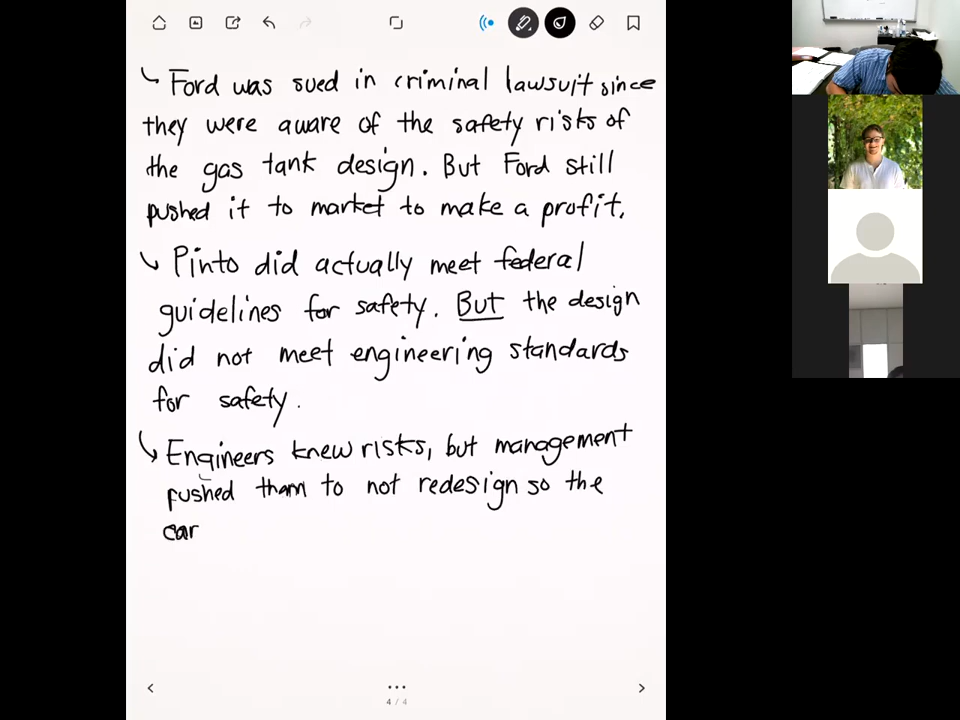 ↳ Ford was sued in criminal lawsuit since
they were aware of the safety risks of
the gas tank design. But Ford still
pushed it to market to make a profit.
↳ Pinto did actually meet federal
guidelines for safety. But the design
did not meet engineering standards
for safety.
↳ Engineers knew risks, but management
pushed them to not redesign so the
car
4 / 4